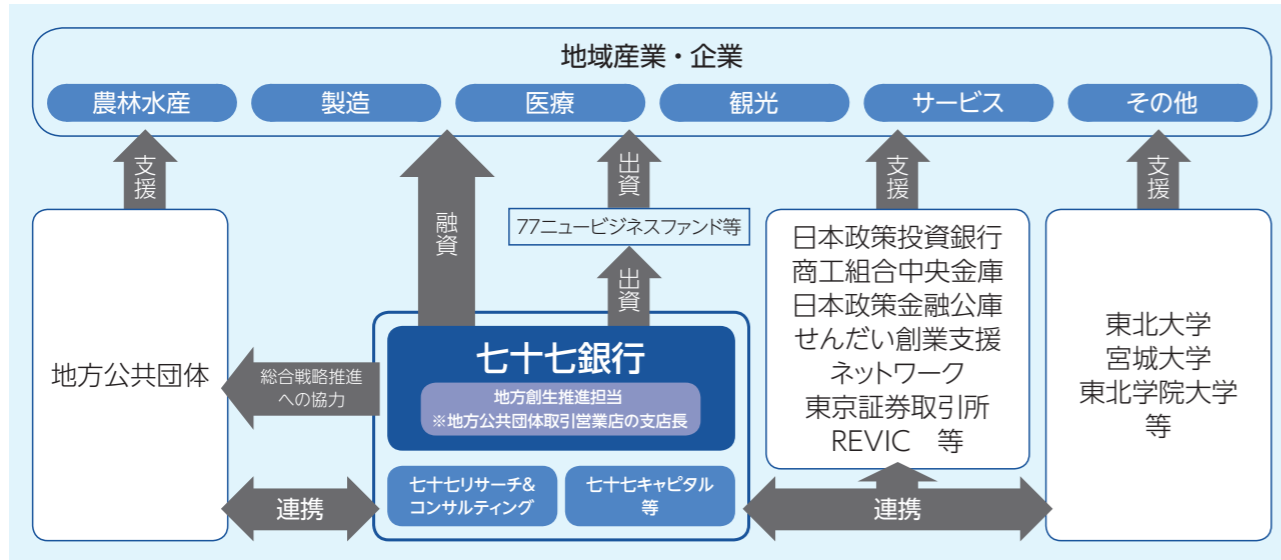 地域産業・企業
農林水産
製造
医療
観光
サービス
その他
支援
融資
出資
支援
支援
77ニュービジネスファンド等
出資
地方公共団体
総合戦略推進
への協力
七十七銀行
地方創生推進担当
※地方公共団体取引営業店の支店長
七十七リサーチ&
コンサルティング
七十七キャピタル
等
連携
日本政策投資銀行
商工組合中央金庫
日本政策金融公庫
せんだい創業支援
ネットワーク
東京証券取引所
REVIC 等
連携
東北大学
宮城大学
東北学院大学
等